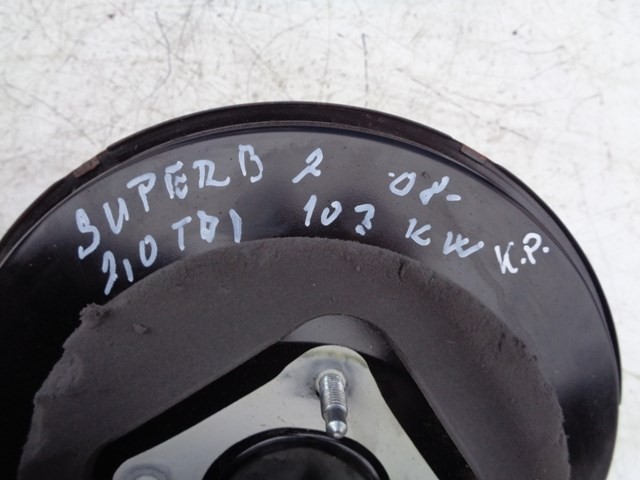 SUPERB 2 -08-
2,0 TDI 103 KW K.P.